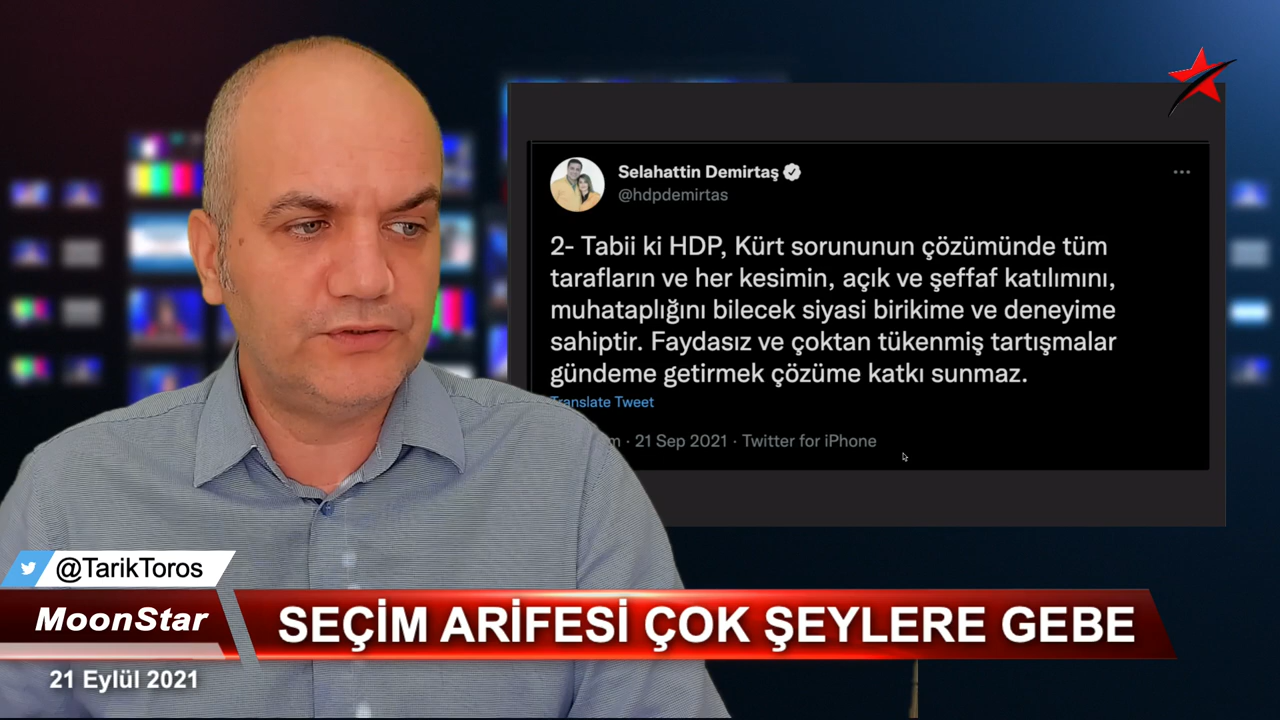 Selahattin Demirtaş
@hdpdemirtas
2- Tabii ki HDP, Kürt sorununun çözümünde tüm
tarafların ve her kesimin, açık ve şeffaf katılımını,
muhataplığını bilecek siyasi birikime ve deneyime
sahiptir. Faydasız ve çoktan tükenmiş tartışmalar
gündeme getirmek çözüme katkı sunmaz.
Translate Tweet
m · 21 Sep 2021 · Twitter for iPhone
@TarikToros
MoonStar
SEÇİM ARİFESİ ÇOK ŞEYLERE GEBE
21 Eylül 2021